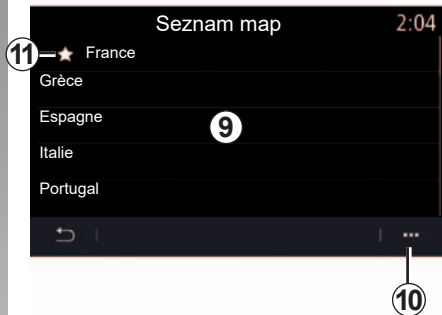 Seznam map 2:04
11 France
Grèce
Espagne
9
Italie
Portugal
10